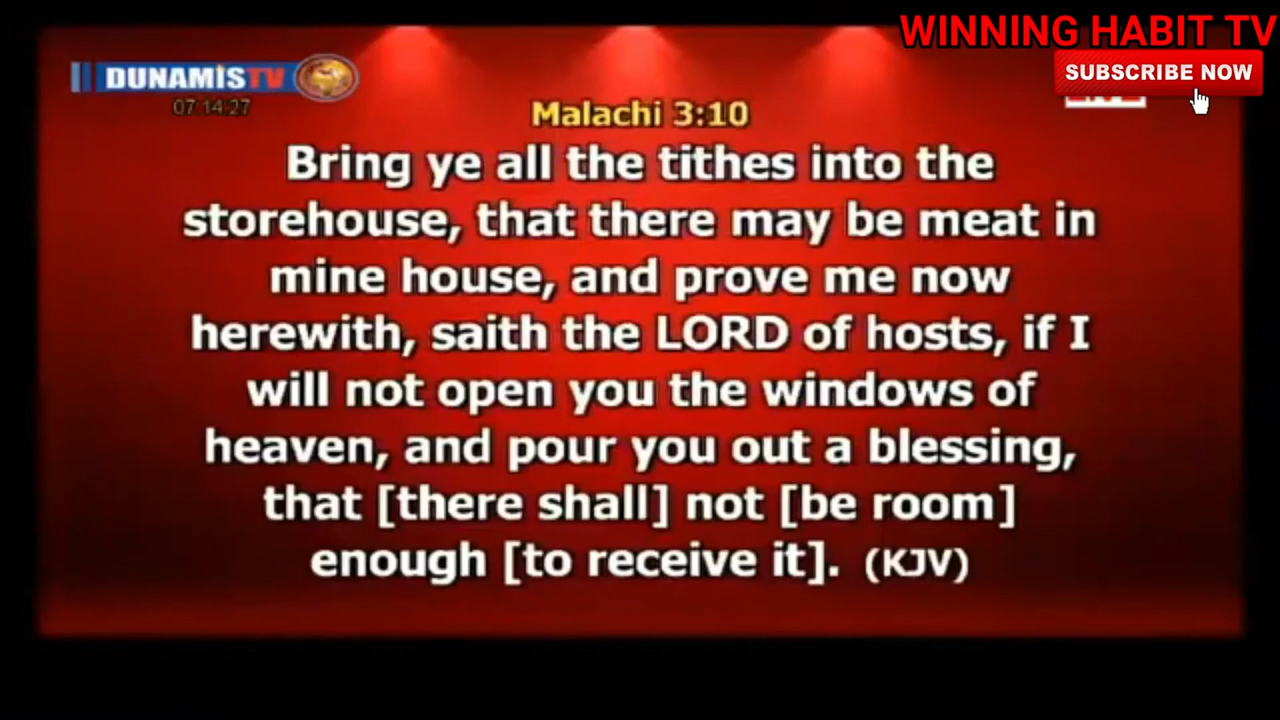 WINNING HABIT TV
SUBSCRIBE NOW
DUNAMISTV
07 14:27
Malachi 3:10
Bring ye all the tithes into the
storehouse, that there may be meat in
mine house, and prove me now
herewith, saith the LORD of hosts, if I
will not open you the windows of
heaven, and pour you out a blessing,
that [there shall] not [be room]
enough [to receive it]. (KJV)